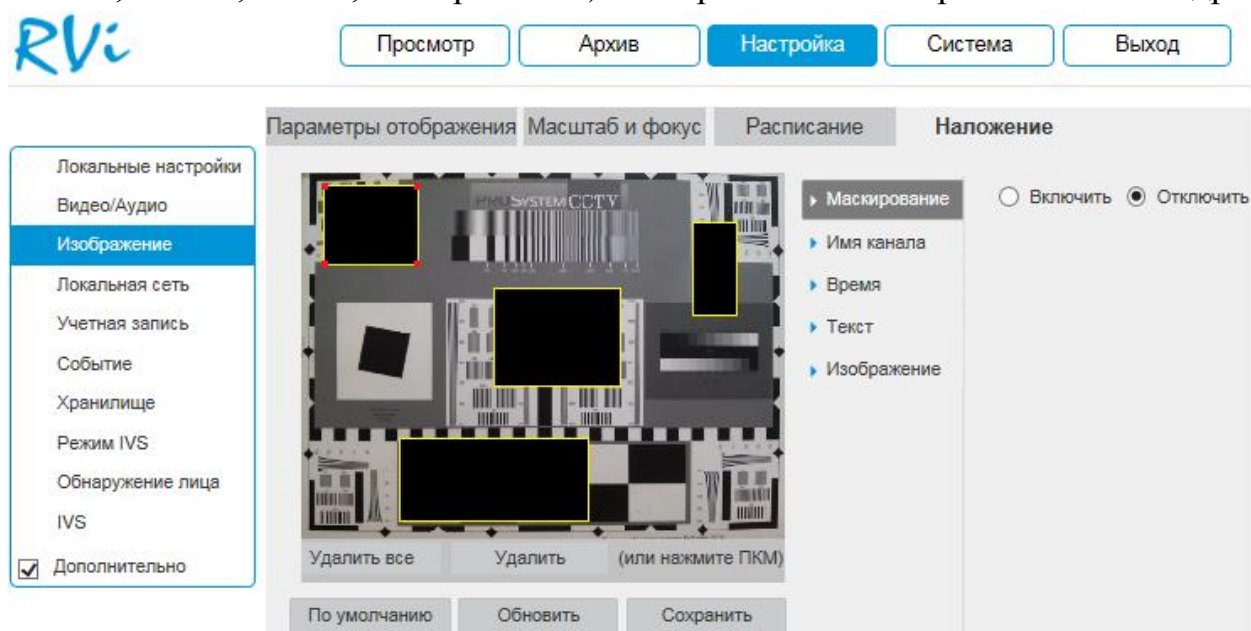 RVi
Просмотр Архив Настройка Система Выход
Параметры отображения Масштаб и фокус Расписание Наложение
Локальные настройки
Видео/Аудио
Изображение
Локальная сеть
Учетная запись
Событие
Хранилище
Режим IVS
Обнаружение лица
IVS
Дополнительно
PROSYSTEM CCTV
Удалить все Удалить (или нажмите ПКМ)
По умолчанию Обновить Сохранить
Маскирование
Имя канала
Время
Текст
Изображение
Включить Отключить